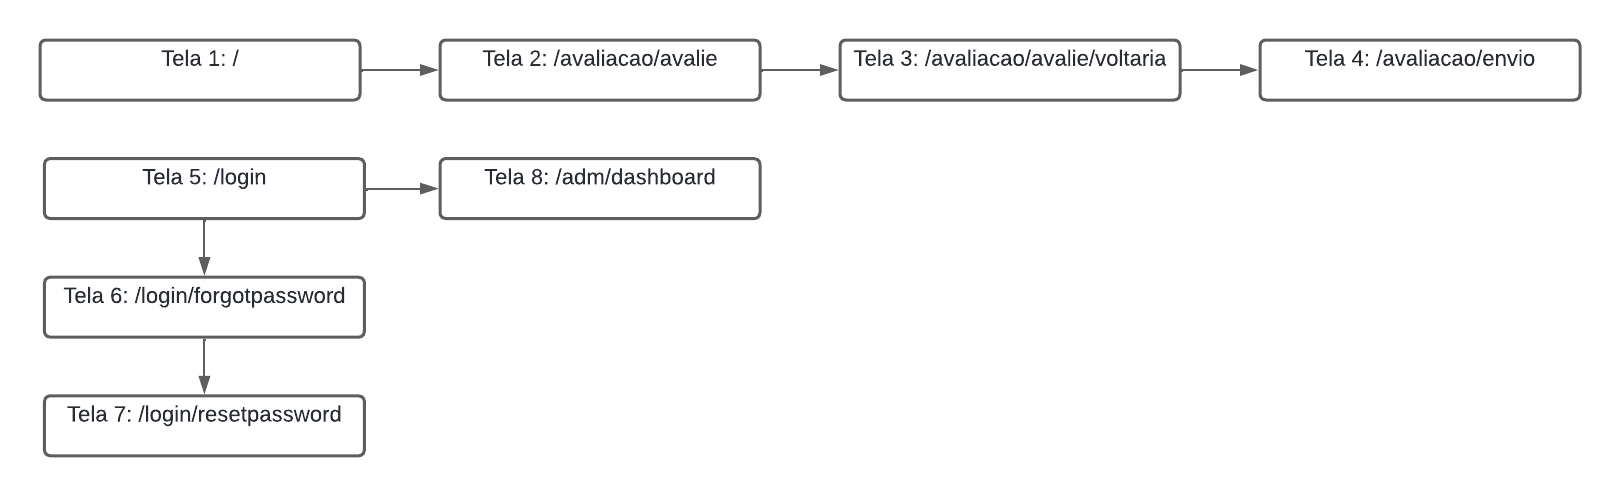 Tela 1: /
Tela 2: /avaliacao/avalie
Tela 3: /avaliacao/avalie/voltaria
Tela 4: /avaliacao/envio
Tela 5: /login
Tela 8: /adm/dashboard
Tela 6: /login/forgotpassword
Tela 7: /login/resetpassword